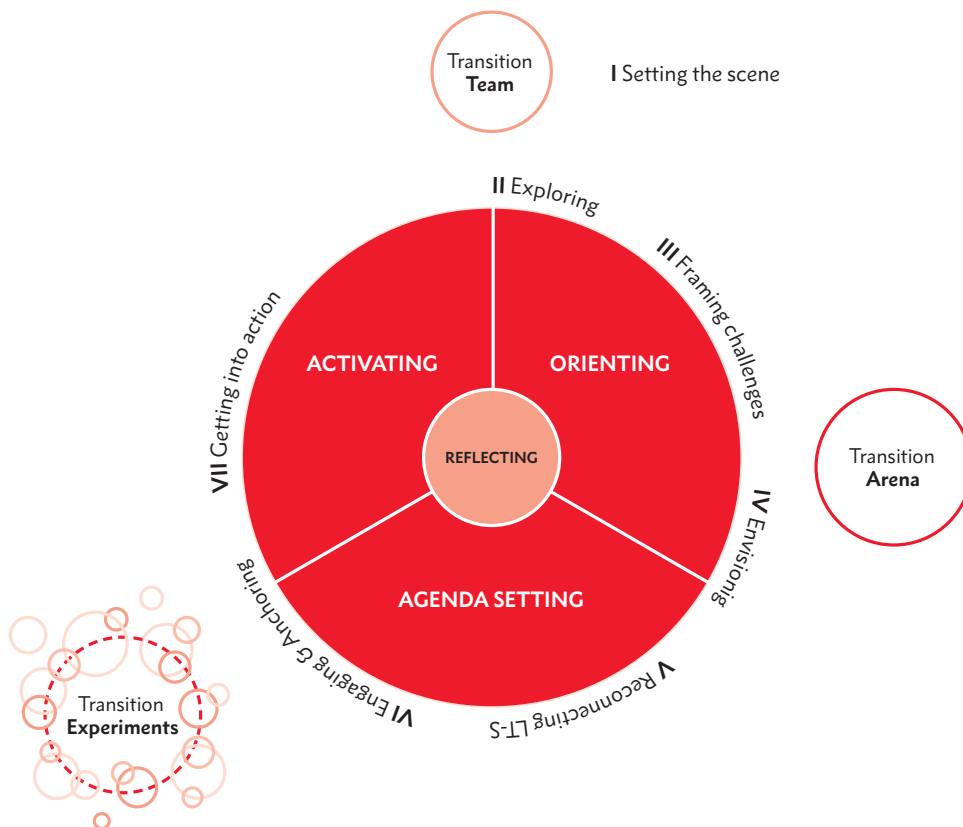 Transition
Team
I Setting the scene
II Exploring
III Framing challenges
ACTIVATING
ORIENTING
VII Getting into action
REFLECTING
Transition
Arena
IV Envisionig
AGENDA SETTING
VI Engaging & Anchoring
V Reconnecting LT-S
Transition
Experiments